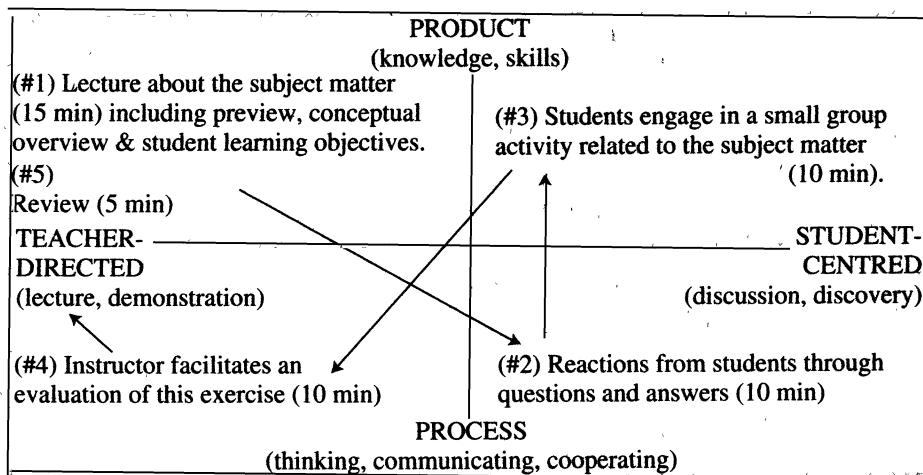 PRODUCT
(knowledge, skills)
(#1) Lecture about the subject matter
(15 min) including preview, conceptual
overview & student learning objectives.
(#5)
Review (5 min)
(#3) Students engage in a small group
activity related to the subject matter
(10 min).
TEACHER-
DIRECTED
(lecture, demonstration)
STUDENT-
CENTRED
(discussion, discovery)
(#4) Instructor facilitates an
evaluation of this exercise (10 min)
(#2) Reactions from students through
questions and answers (10 min)
PROCESS
(thinking, communicating, cooperating)